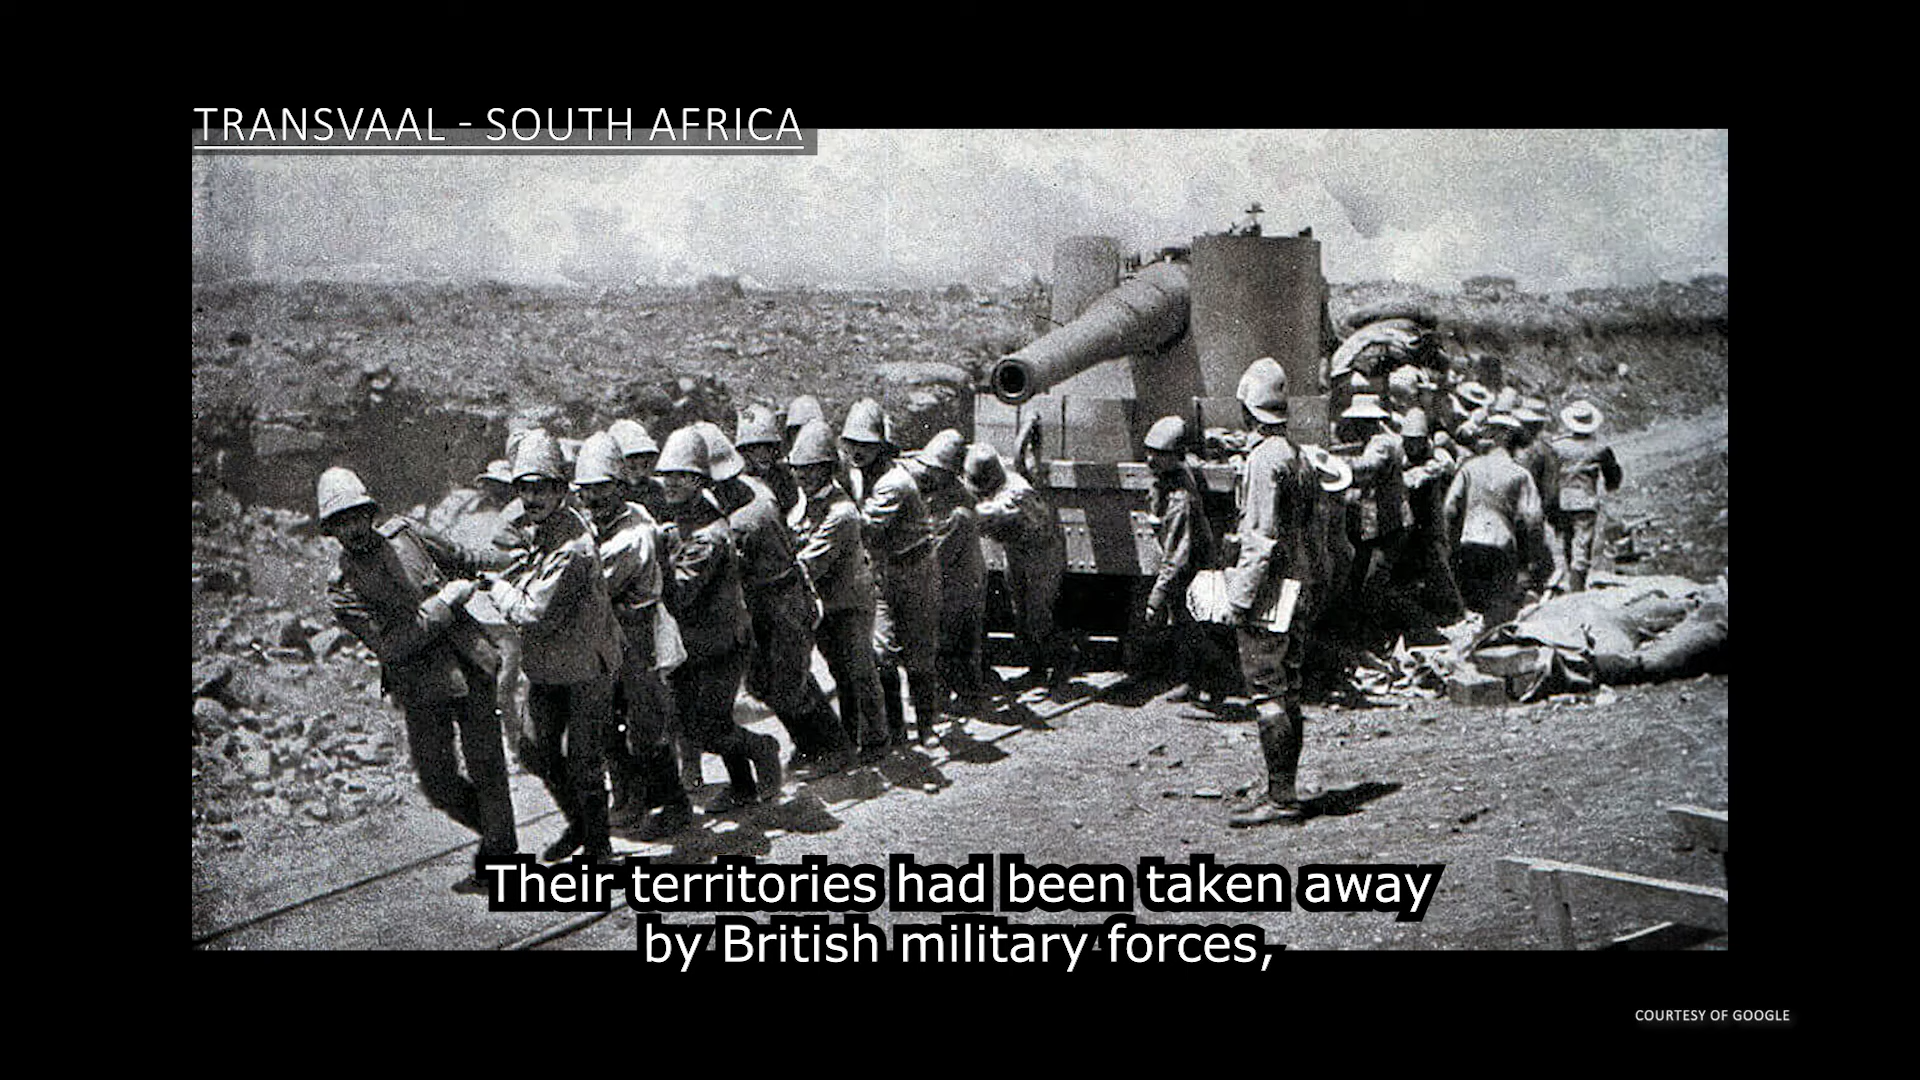 TRANSVAAL - SOUTH AFRICA
Their territories had been taken away
by British military forces,
COURTESY OF GOOGLE